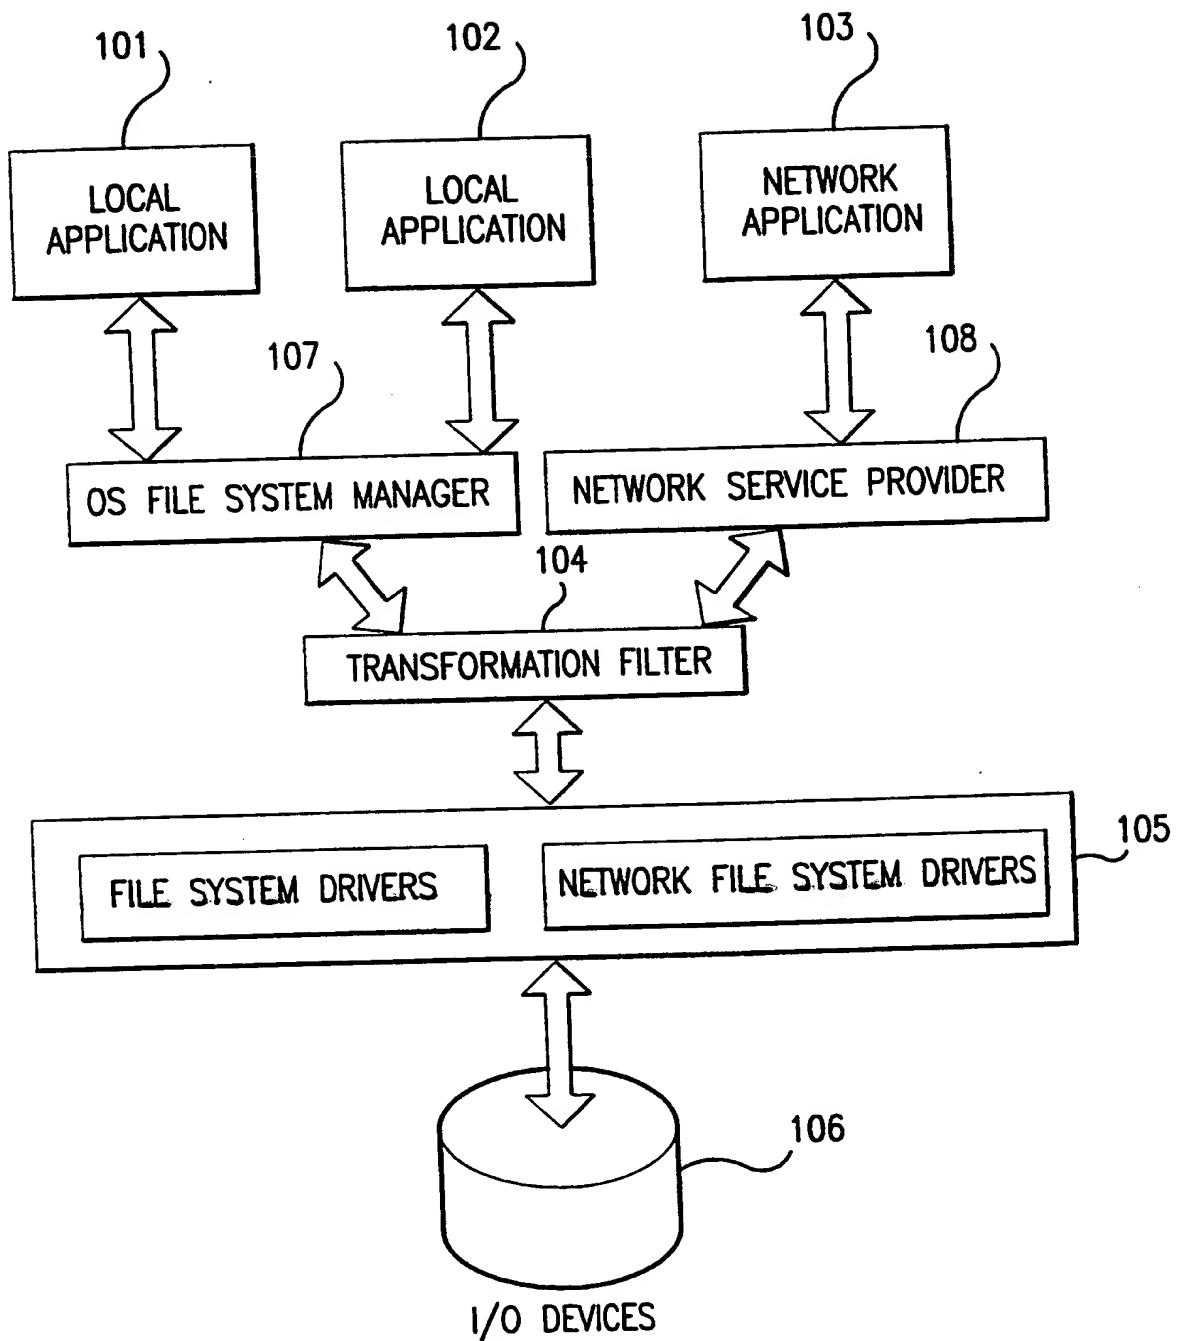 101
102
103
LOCAL
APPLICATION
LOCAL
APPLICATION
NETWORK
APPLICATION
107
108
OS FILE SYSTEM MANAGER
NETWORK SERVICE PROVIDER
104
TRANSFORMATION FILTER
105
FILE SYSTEM DRIVERS
NETWORK FILE SYSTEM DRIVERS
106
I/O DEVICES